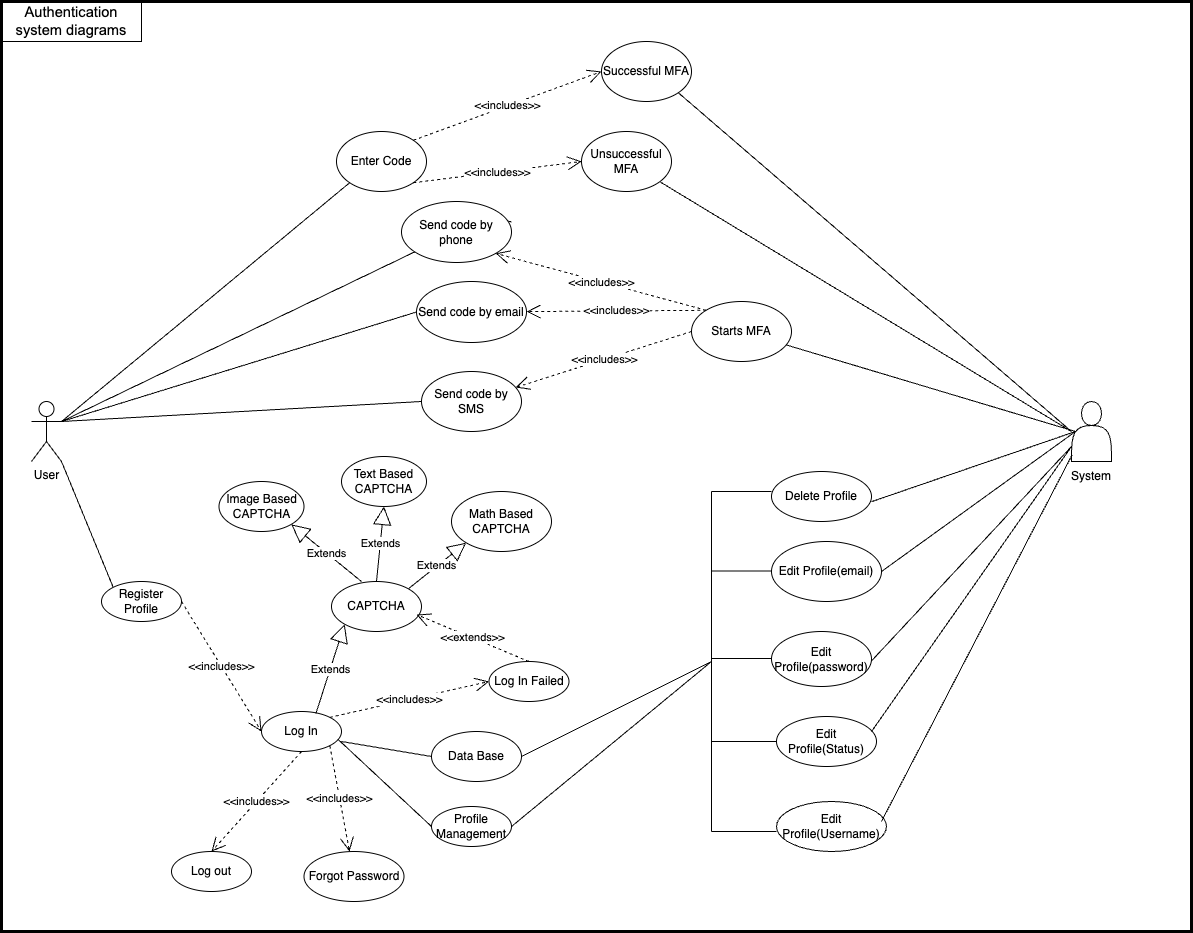 Authentication
system diagrams
Successful MFA
<<includes>>
Enter Code
Unsuccessful
MFA
<<includes>>
Send code by
phone
<<includes>>
Send code by email
<<includes>>
Starts MFA
<<includes>>
Send code by
SMS
User
System
Text Based
CAPTCHA
Image Based
CAPTCHA
Math Based
CAPTCHA
Delete Profile
Extends
Extends
Extends
Edit Profile(email)
Register
Profile
CAPTCHA
<<extends>>
Edit
Profile(password)
<<includes>>
Extends
Log In Failed
<<includes>>
Log In
Edit
Profile(Status)
Data Base
<<includes>>
<<includes>>
Profile
Management
Edit
Profile(Username)
Log out
Forgot Password